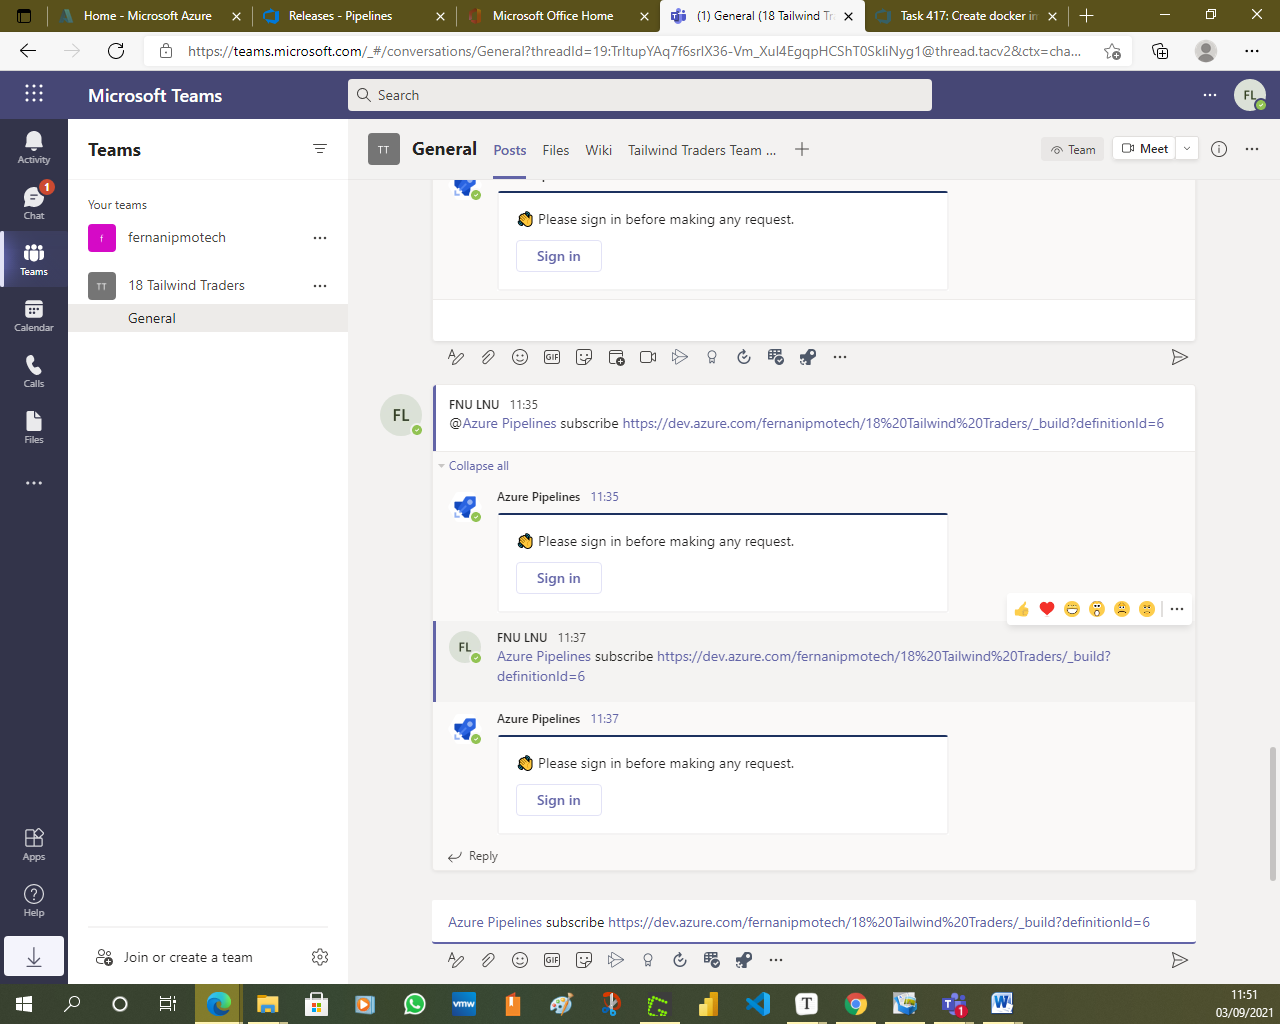 Home - Microsoft Azure
Releases - Pipelines
Microsoft Office Home
(1) General (18 Tailwind Tr
Task 417: Create docker in
https://teams.microsoft.com/_#/conversations/General?threadId=19:TrItupYAq7f6srIX36-Vm_XuI4EgqpHCShT0SkIiNyg1@thread.tacv2&ctx=cha...
Microsoft Teams
Search
FL
Activity
1
Chat
Teams
Calendar
Calls
Files
Apps
Help
Teams
Your teams
f
fernanipmotech
TT
18 Tailwind Traders
General
Join or create a team
TT
General
Posts
Files
Wiki
Tailwind Traders Team ...
Team
Meet
Please sign in before making any request.
Sign in
GIF
FL
FNU LNU 11:35
@Azure Pipelines subscribe https://dev.azure.com/fernanipmotech/18%20Tailwind%20Traders/_build?definitionId=6
Collapse all
Azure Pipelines 11:35
Please sign in before making any request.
Sign in
FL
FNU LNU 11:37
Azure Pipelines subscribe https://dev.azure.com/fernanipmotech/18%20Tailwind%20Traders/_build?
definitionId=6
Azure Pipelines 11:37
Please sign in before making any request.
Sign in
Reply
Azure Pipelines subscribe https://dev.azure.com/fernanipmotech/18%20Tailwind%20Traders/_build?definitionId=6
GIF
vmw
T
1
11:51
03/09/2021